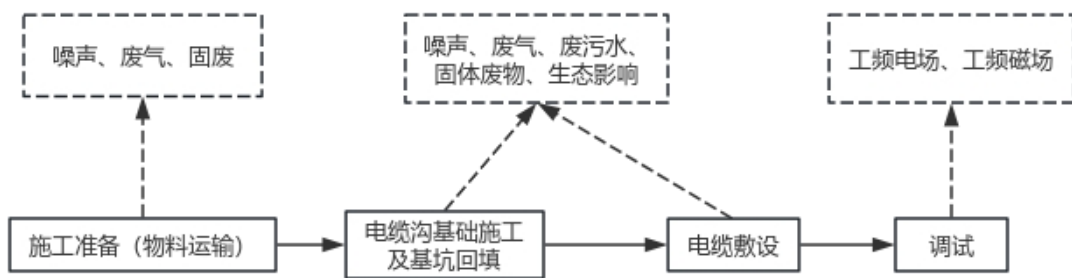 噪声、废气、固废
噪声、废气、废污水、
固体废物、生态影响
工频电场、工频磁场
施工准备（物料运输）
电缆沟基础施工
及基坑回填
电缆敷设
调试